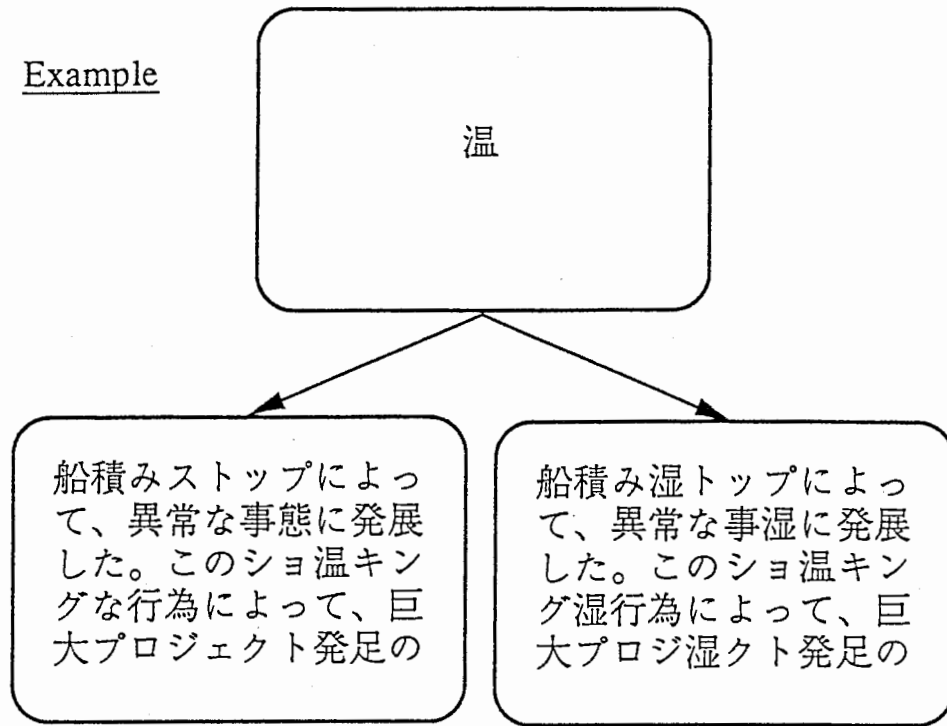 Example
温
船積みストップによっ
て、異常な事態に発展
した。このショ温キン
グな行為によって、巨
大プロジェクト発足の
船積み湿トップによっ
て、異常な事湿に発展
した。このショ温キン
グ湿行為によって、巨
大プロジ湿クト発足の